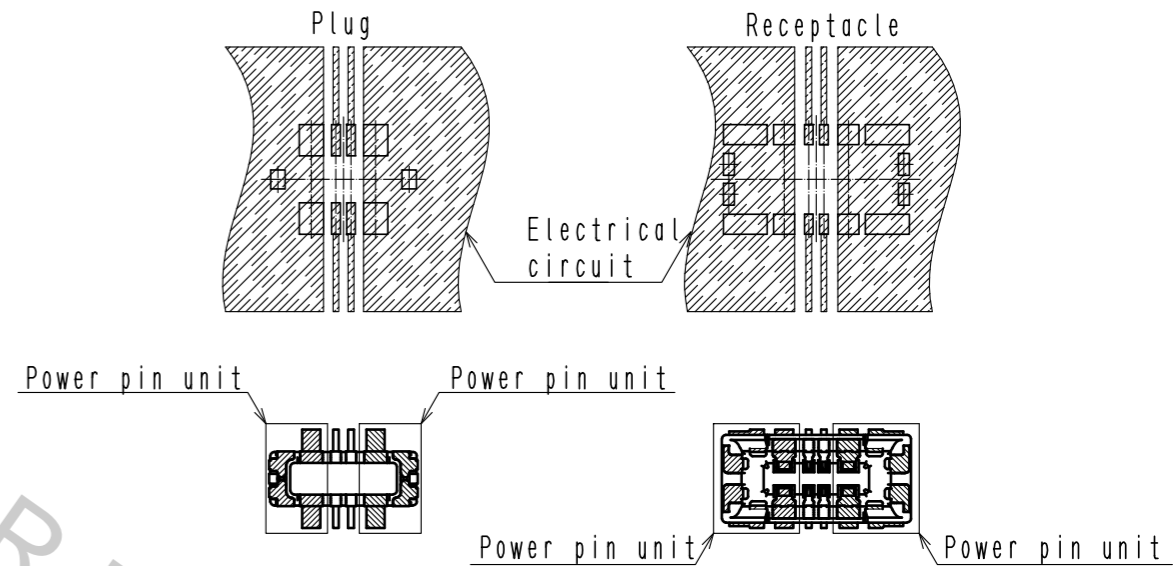 Plug
Receptacle
Electrical
circuit
Power pin unit
Power pin unit
Power pin unit
Power pin unit
R